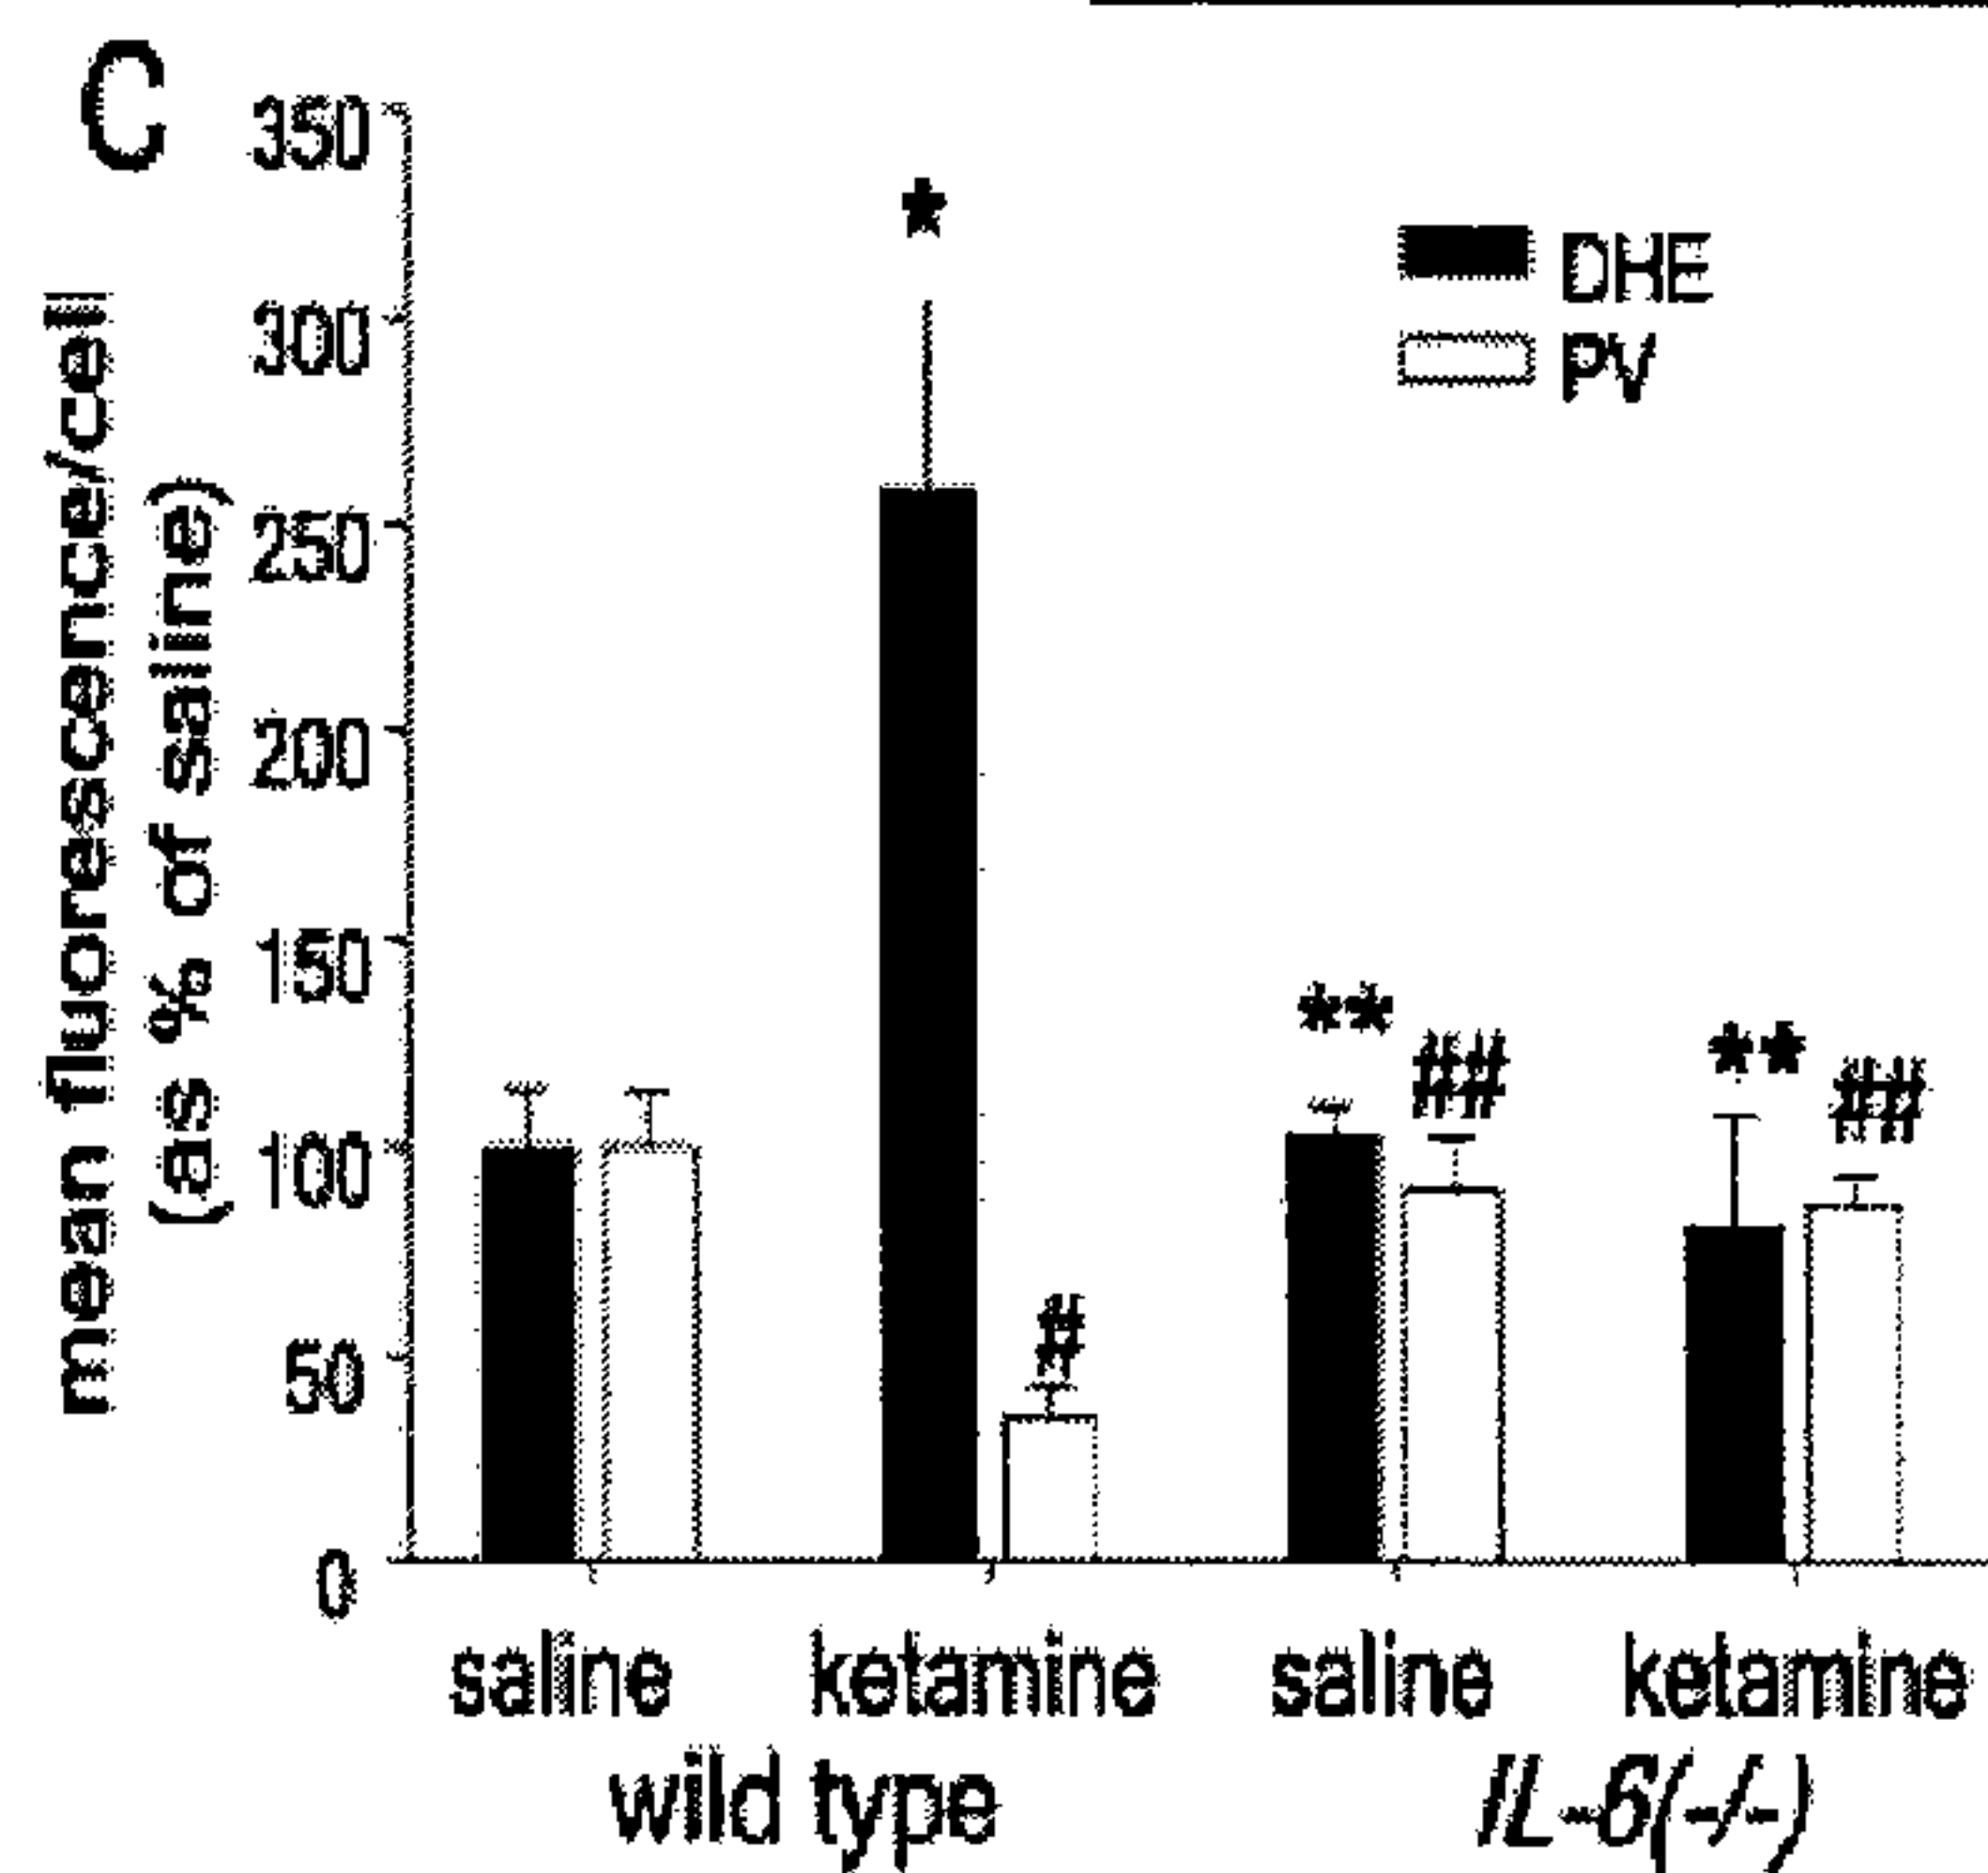 C
mean fluorescence/cell
(as % of saline)
350
300
250
200
150
100
50
0
*
#
**
##
**
##
DHE
PV
saline ketamine saline ketamine
wild type IL-6(-/-)